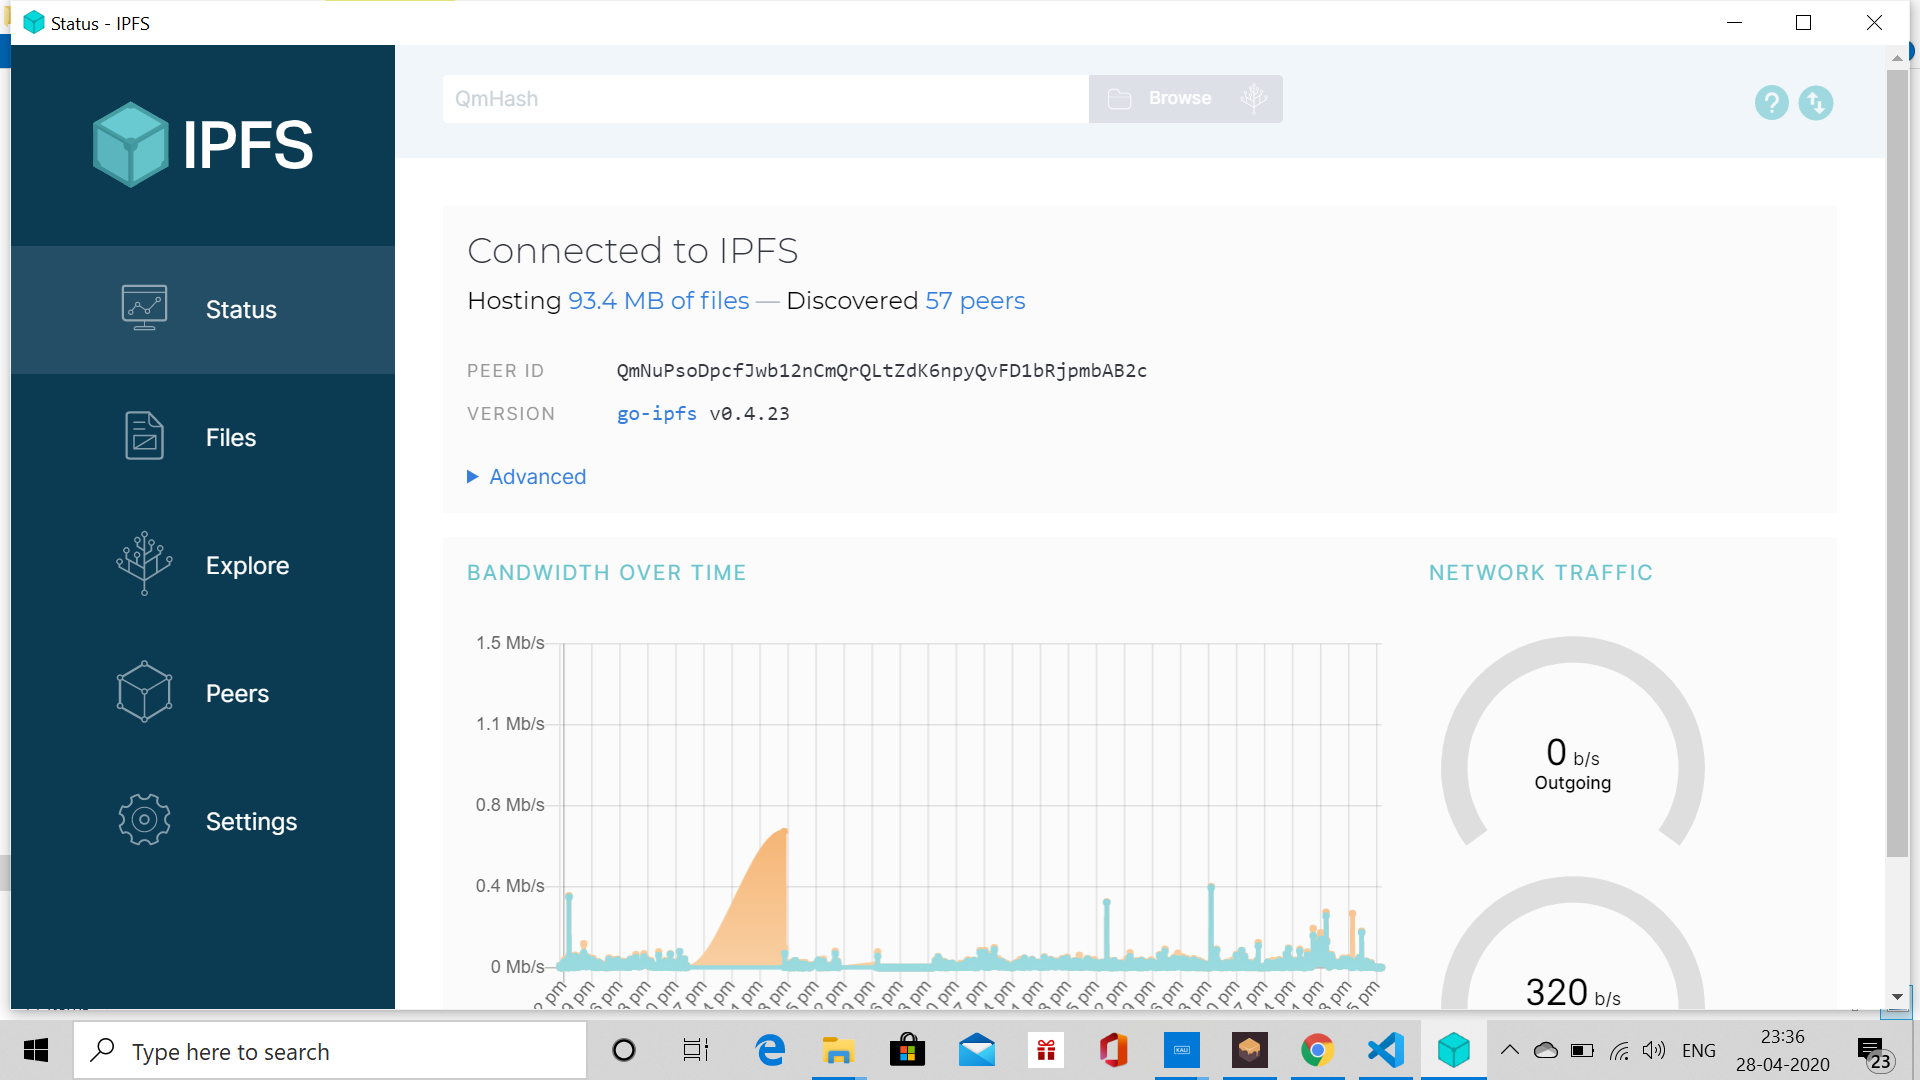 Status - IPFS
IPFS
QmHash
Browse
?
Status
Files
Explore
Peers
Settings
Connected to IPFS
Hosting 93.4 MB of files — Discovered 57 peers
PEER ID QmNuPsoDpcfJwb12nCmQrQLtZdK6npyQvFD1bRjpmbAB2c
VERSION go-ipfs v0.4.23
Advanced
BANDWIDTH OVER TIME
1.5 Mb/s
1.1 Mb/s
0.8 Mb/s
0.4 Mb/s
0 Mb/s
NETWORK TRAFFIC
0 b/s
Outgoing
320 b/s
Type here to search
KALI
ENG
23:36
28-04-2020
23